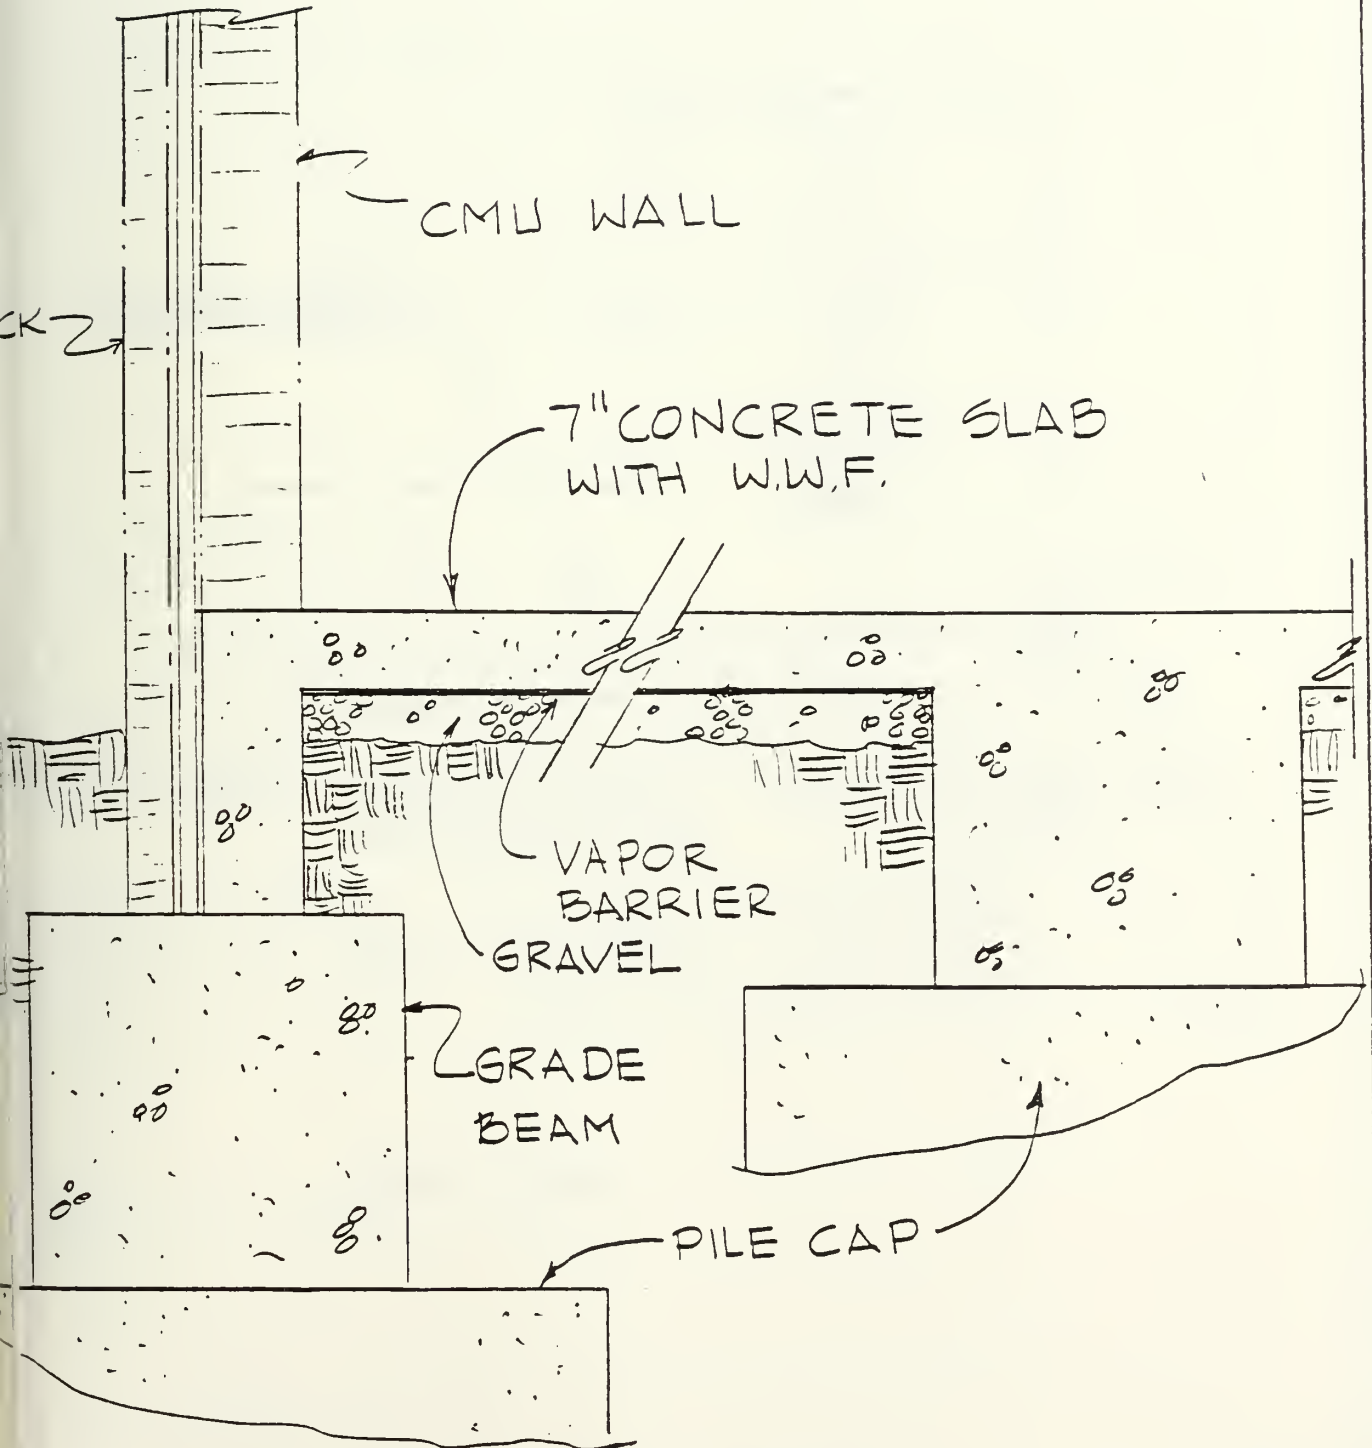 CMU WALL
CK
7" CONCRETE SLAB
WITH W.W.F.
VAPOR
BARRIER
GRAVEL
GRADE
BEAM
PILE CAP